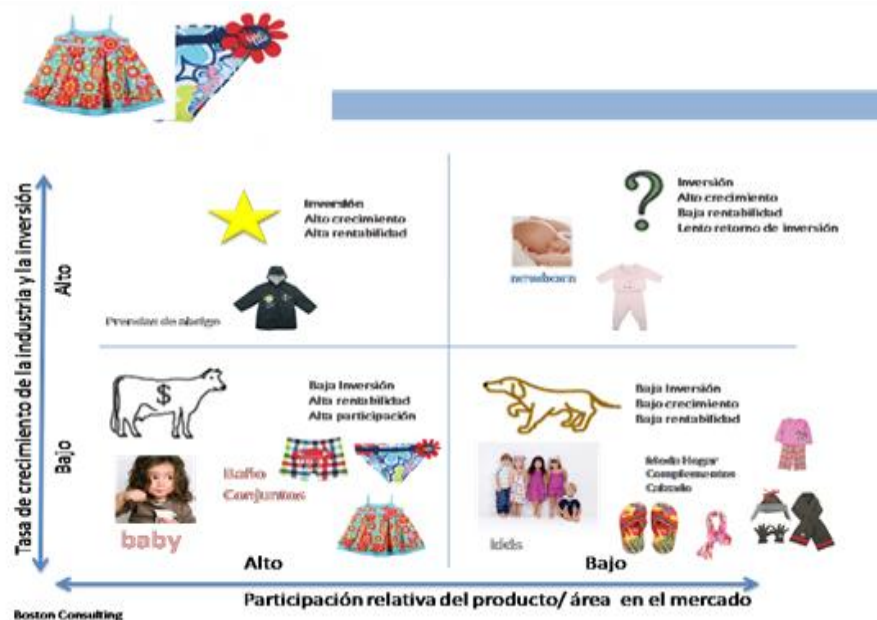 Tasa de crecimiento de la industria y la inversión
Alto
Bajo
Inversión
Alto crecimiento
Alta rentabilidad
Prendas de abrigo
?
Inversión
Alto crecimiento
Baja rentabilidad
Lento retorno de inversión
newborn
$
Baja Inversión
Alta rentabilidad
Alta participación
Baño
Conjuntos
baby
Baja Inversión
Bajo crecimiento
Baja rentabilidad
Moda Hogar
Complementos
Calzado
kids
Alto
Bajo
Participación relativa del producto/ área en el mercado
Boston Consulting